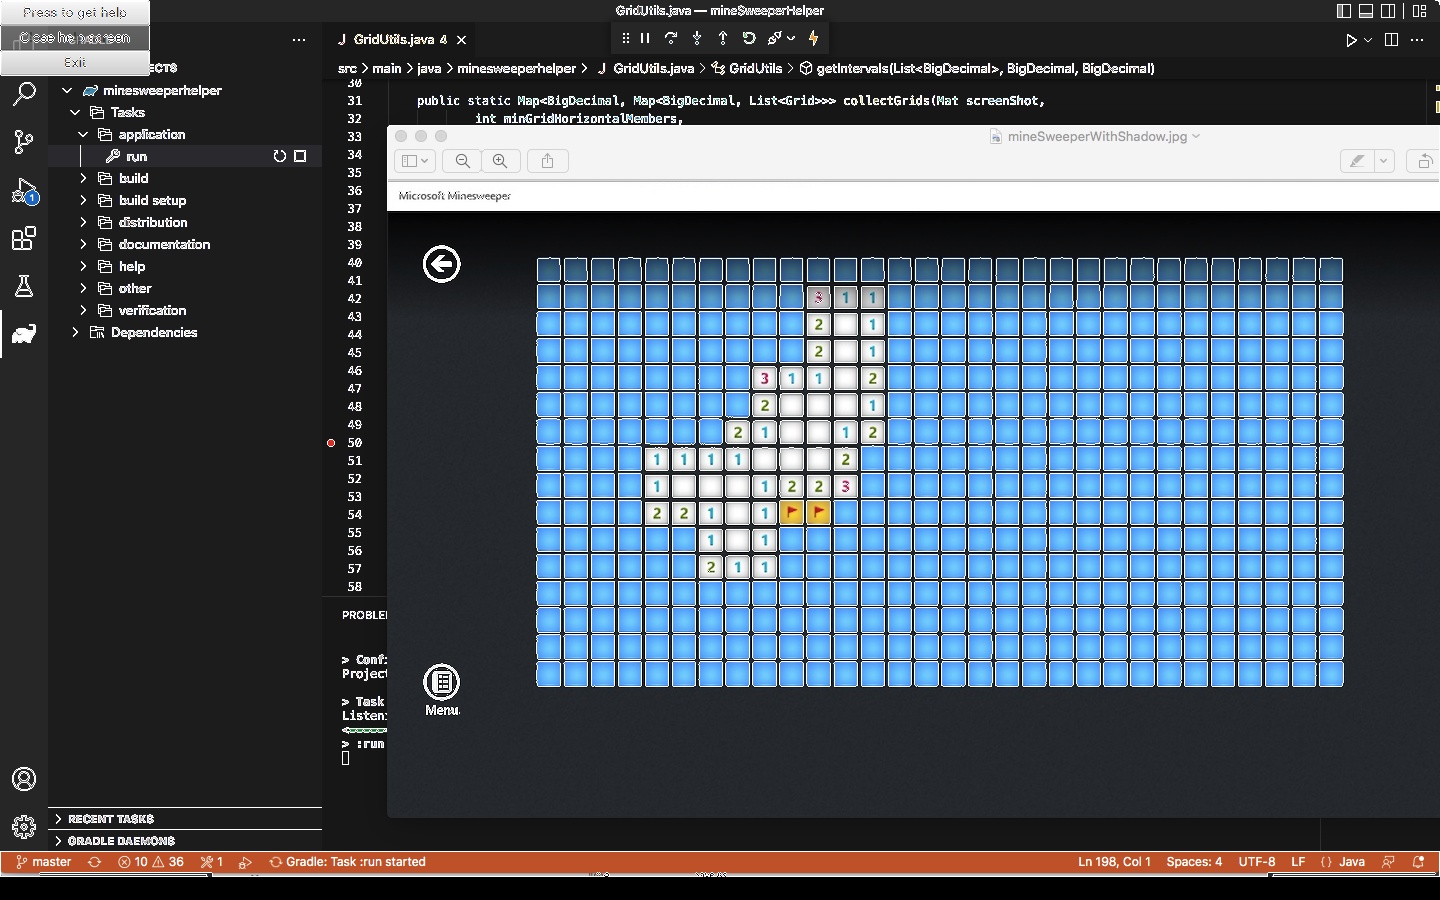 GridUtils.java — mineSweeperHelper
Press to get help
Exit
GridUtils.java 4
src > main > java > minesweeperhelper > J GridUtils.java > GridUtils > getIntervals(List<BigDecimal>, BigDecimal, BigDecimal)
minesweeperhelper
Tasks
application
run
build
build setup
distribution
documentation
help
other
verification
Dependencies
RECENT TASKS
GRADLE DAEMONS
1
30
31 public static Map<BigDecimal, Map<BigDecimal, List<Grid>>> collectGrids(Mat screenShot,
32 int minGridHorizontalMembers,
33
34
35
36
37
38
39
40
41
42
43
44
45
46
47
48
49
50
51
52
53
54
55
56
57
58
mineSweeperWithShadow.jpg
Microsoft Minesweeper
3 1 1
2 1
2 1
3 1 1 2
2 1
2 1 1 2
1 1 1 1 2
1 1 2 2 3
2 2 1 1
1 1
2 1 1
Menu
PROBLE
> Conf
Project
> Task
Listen
> :run
master
10 36
1
Gradle: Task :run started
Ln 198, Col 1
Spaces: 4
UTF-8
LF
{} Java